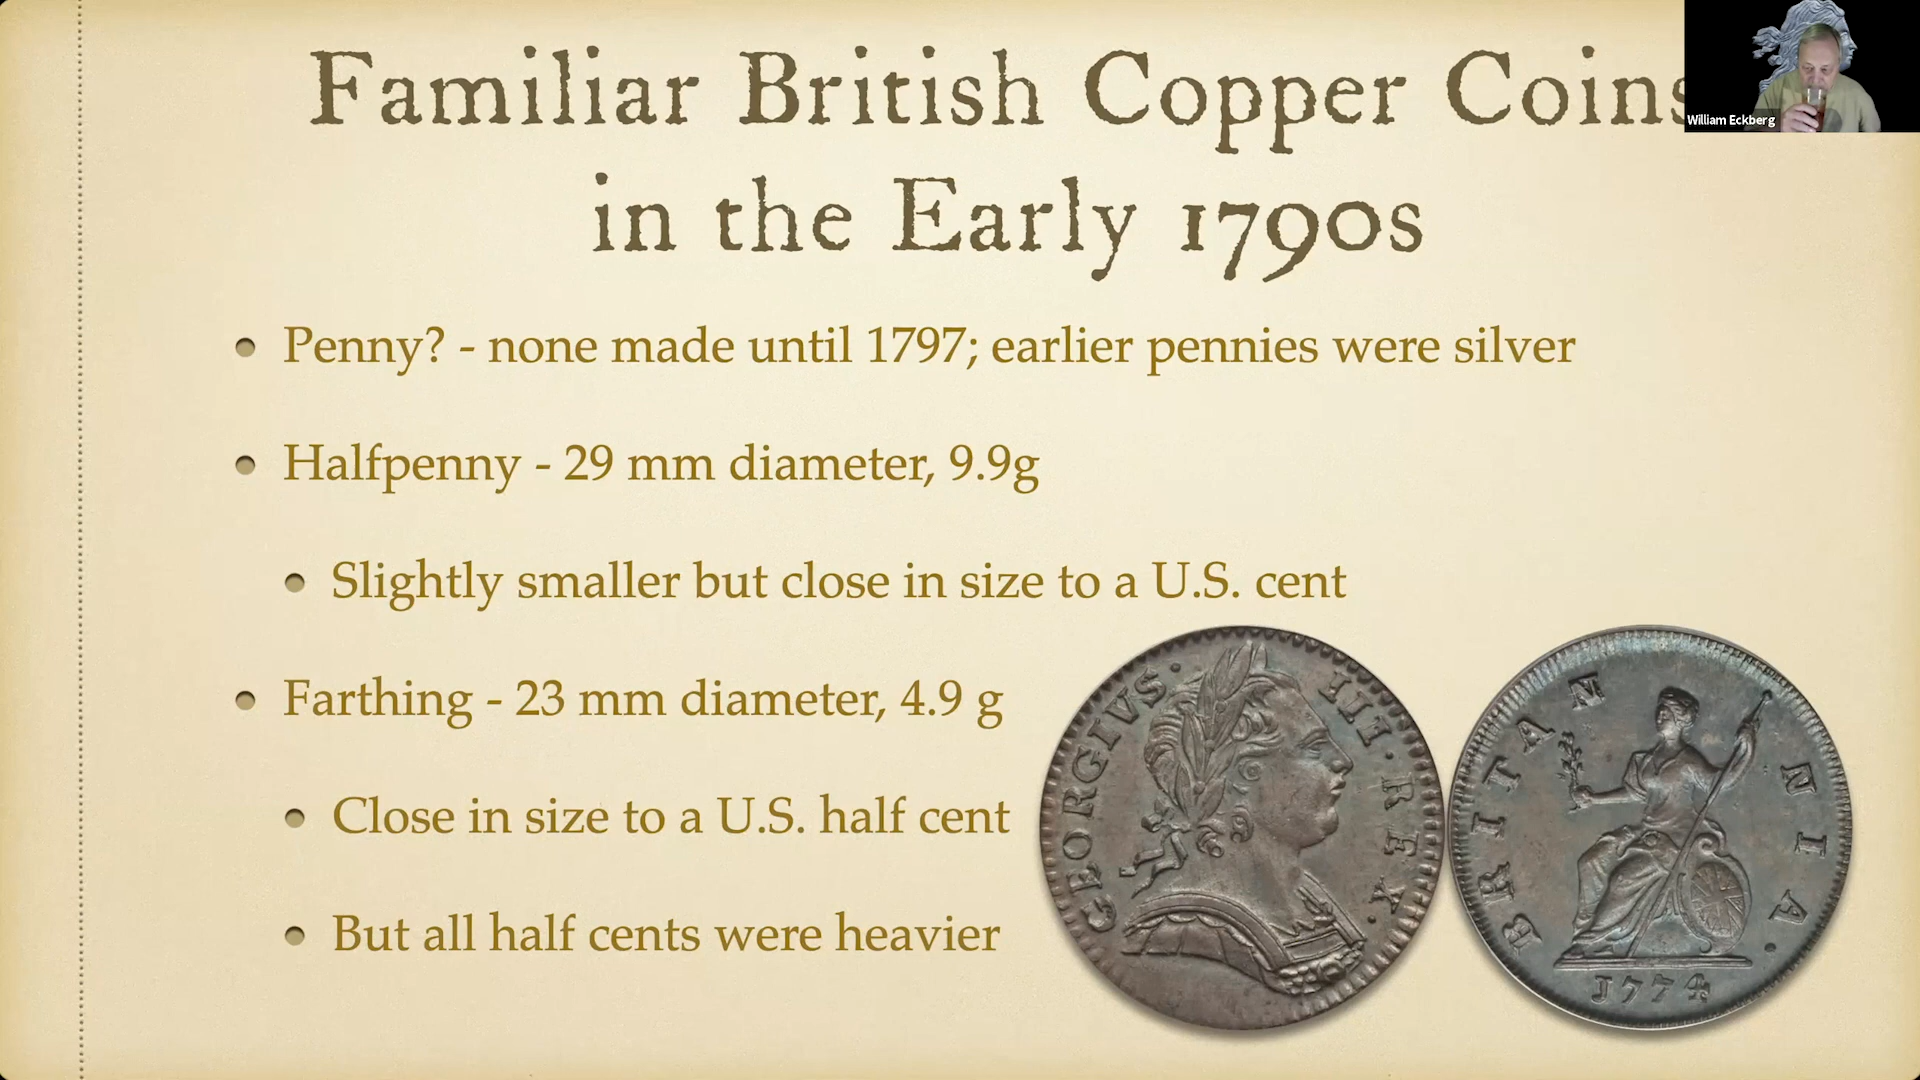 Familiar British Copper Coins
in the Early 1790s
William Eckberg
• Penny? - none made until 1797; earlier pennies were silver
• Halfpenny - 29 mm diameter, 9.9g
• Slightly smaller but close in size to a U.S. cent
• Farthing - 23 mm diameter, 4.9 g
• Close in size to a U.S. half cent
• But all half cents were heavier
GEORGIVS · III · REX ·
BRITANNIA ·
1774